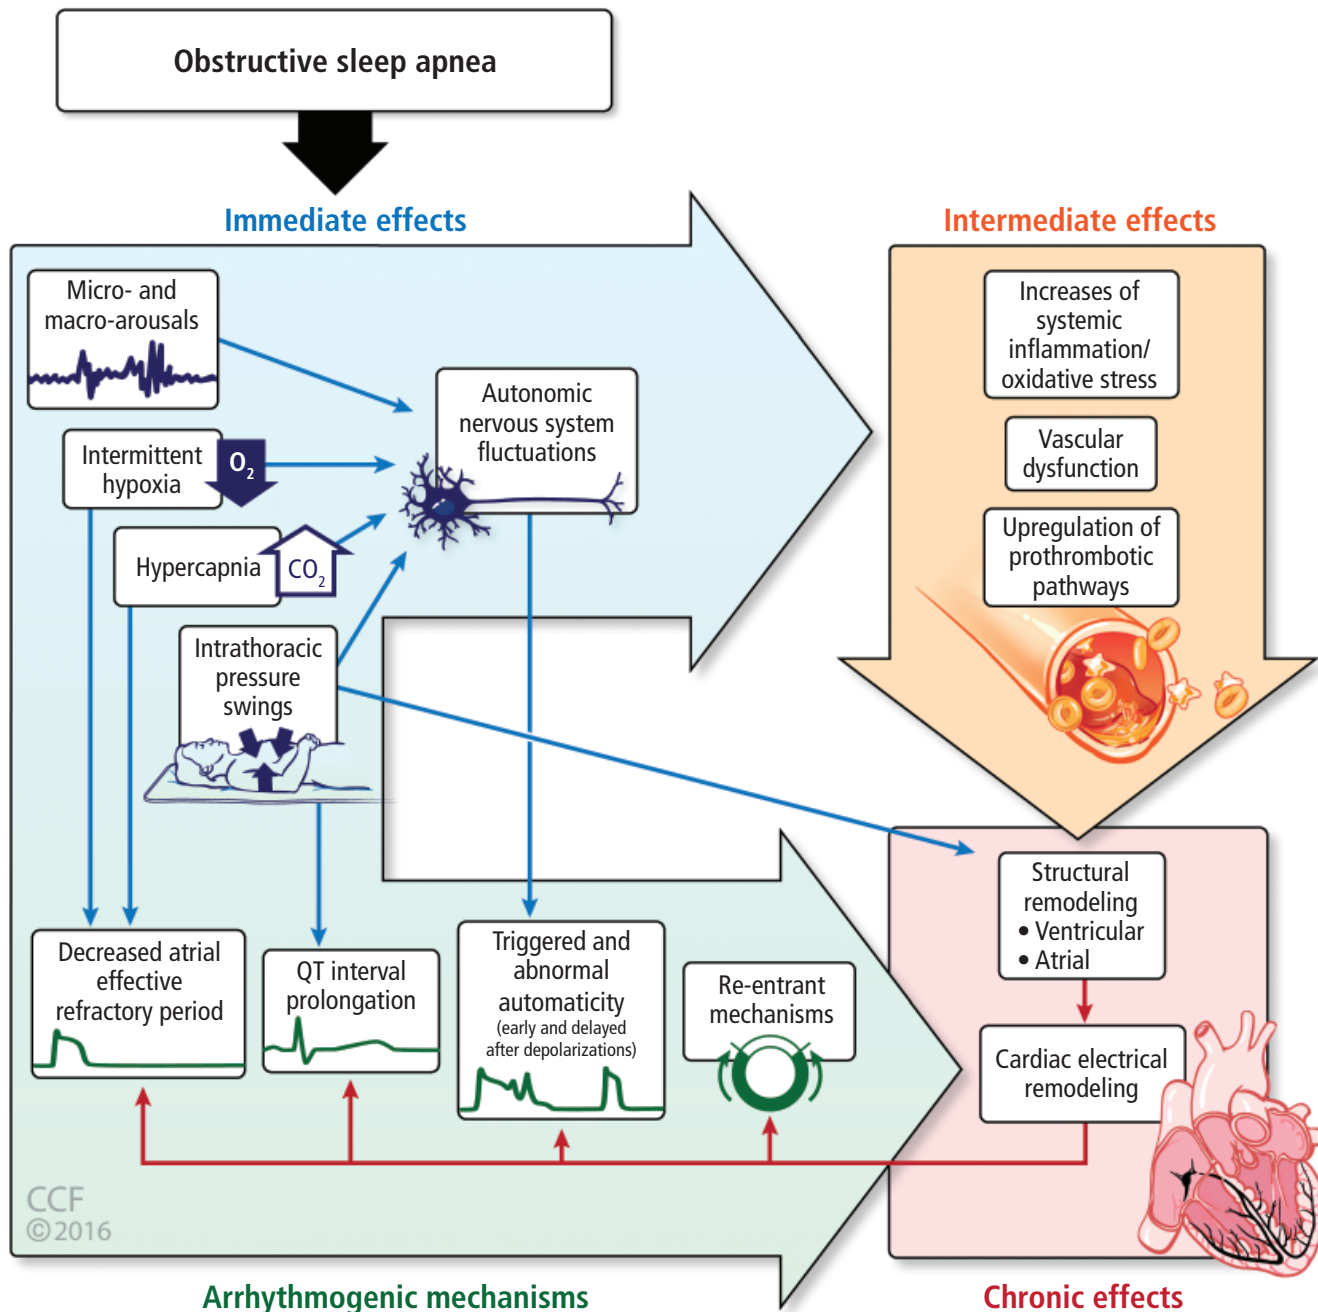 Obstructive sleep apnea
Immediate effects
Micro- and
macro-arousals
Intermittent
hypoxia
O2
Hypercapnia
CO2
Intrathoracic
pressure
swings
Autonomic
nervous system
fluctuations
Intermediate effects
Increases of
systemic
inflammation/
oxidative stress
Vascular
dysfunction
Upregulation of
prothrombotic
pathways
Decreased atrial
effective
refractory period
QT interval
prolongation
Triggered and
abnormal
automaticity
(early and delayed
after depolarizations)
Re-entrant
mechanisms
Structural
remodeling
• Ventricular
• Atrial
Cardiac electrical
remodeling
CCF
©2016
Arrhythmogenic mechanisms
Chronic effects